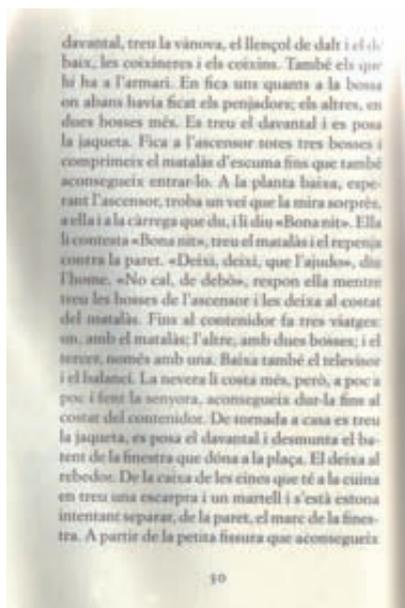 davantal, treu la vànova, el llençol de dalt i el de
baix, les coixineres i els coixins. També els que
hi ha a l'armari. En fica uns quants a la bossa
on abans havia ficat els penjadors; els altres, en
dues bosses més. Es treu el davantal i es posa
la jaqueta. Fica a l'ascensor totes tres bosses i
comprimeix el matalàs d'escuma fins que també
aconsegueix entrar-lo. A la planta baixa, espe-
rant l'ascensor, troba un veí que la mira sorprès,
a ella i a la càrrega que du, i li diu «Bona nit». Ella
li contesta «Bona nit», treu el matalàs i el repenja
contra la paret. «Deixi, deixi, que l'ajudo», diu
l'home. «No cal, de debò», respon ella mentre
treu les bosses de l'ascensor i les deixa al costat
del matalàs. Fins al contenidor fa tres viatges:
un, amb el matalàs; l'altre, amb dues bosses; i el
tercer, només amb una. Baixa també el televisor
i el balancí. La nevera li costa més, però, a poc a
poc i fent la senyora, aconsegueix dur-la fins al
costat del contenidor. De tornada a casa es treu
la jaqueta, es posa el davantal i desmunta el ba-
tent de la finestra que dóna a la plaça. El deixa al
rebedor. De la caixa de les eines que té a la cuina
en treu una escarpra i un martell i s'està estona
intentant separar, de la paret, el marc de la fines-
tra. A partir de la petita fissura que aconsegueix
50